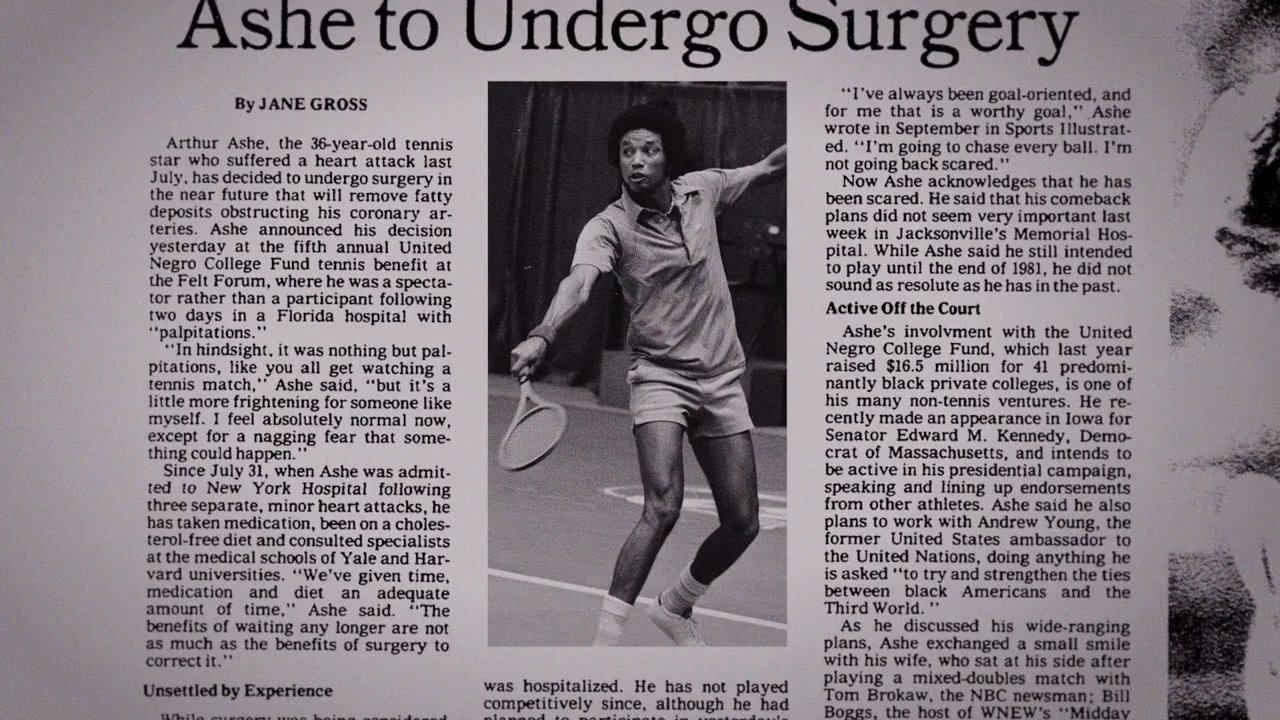 Ashe to Undergo Surgery
By JANE GROSS
Arthur Ashe, the 36-year-old tennis
star who suffered a heart attack last
July, has decided to undergo surgery in
the near future that will remove fatty
deposits obstructing his coronary ar-
teries. Ashe announced his decision
yesterday at the fifth annual United
Negro College Fund tennis benefit at
the Felt Forum, where he was a specta-
tor rather than a participant following
two days in a Florida hospital with
“palpitations.”
“In hindsight, it was nothing but pal-
pitations, like you all get watching a
tennis match,” Ashe said, “but it’s a
little more frightening for someone like
myself. I feel absolutely normal now,
except for a nagging fear that some-
thing could happen.”
Since July 31, when Ashe was admit-
ted to New York Hospital following
three separate, minor heart attacks, he
has taken medication, been on a choles-
terol-free diet and consulted specialists
at the medical schools of Yale and Har-
vard universities. “We’ve given time,
medication and diet an adequate
amount of time,” Ashe said. “The
benefits of waiting any longer are not
as much as the benefits of surgery to
correct it.”
Unsettled by Experience
While surgery was being considered
was hospitalized. He has not played
competitively since, although he had
planned to participate in yesterday’s
“I’ve always been goal-oriented, and
for me that is a worthy goal,” Ashe
wrote in September in Sports Illustrat-
ed. “I’m going to chase every ball. I’m
not going back scared.”
Now Ashe acknowledges that he has
been scared. He said that his comeback
plans did not seem very important last
week in Jacksonville’s Memorial Hos-
pital. While Ashe said he still intended
to play until the end of 1981, he did not
sound as resolute as he has in the past.
Active Off the Court
Ashe’s involvment with the United
Negro College Fund, which last year
raised $16.5 million for 41 predomi-
nantly black private colleges, is one of
his many non-tennis ventures. He re-
cently made an appearance in Iowa for
Senator Edward M. Kennedy, Demo-
crat of Massachusetts, and intends to
be active in his presidential campaign,
speaking and lining up endorsements
from other athletes. Ashe said he also
plans to work with Andrew Young, the
former United States ambassador to
the United Nations, doing anything he
is asked “to try and strengthen the ties
between black Americans and the
Third World.”
As he discussed his wide-ranging
plans, Ashe exchanged a small smile
with his wife, who sat at his side after
playing a mixed-doubles match with
Tom Brokaw, the NBC newsman; Bill
Boggs, the host of WNEW’s “Midday